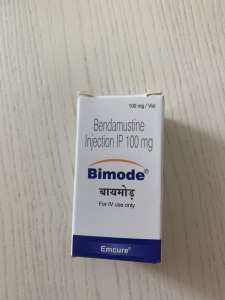 100 mg / Vial
Bendamustine
Injection IP 100 mg
Bimode®
बायमोड़
For IV use only.
Emcure®